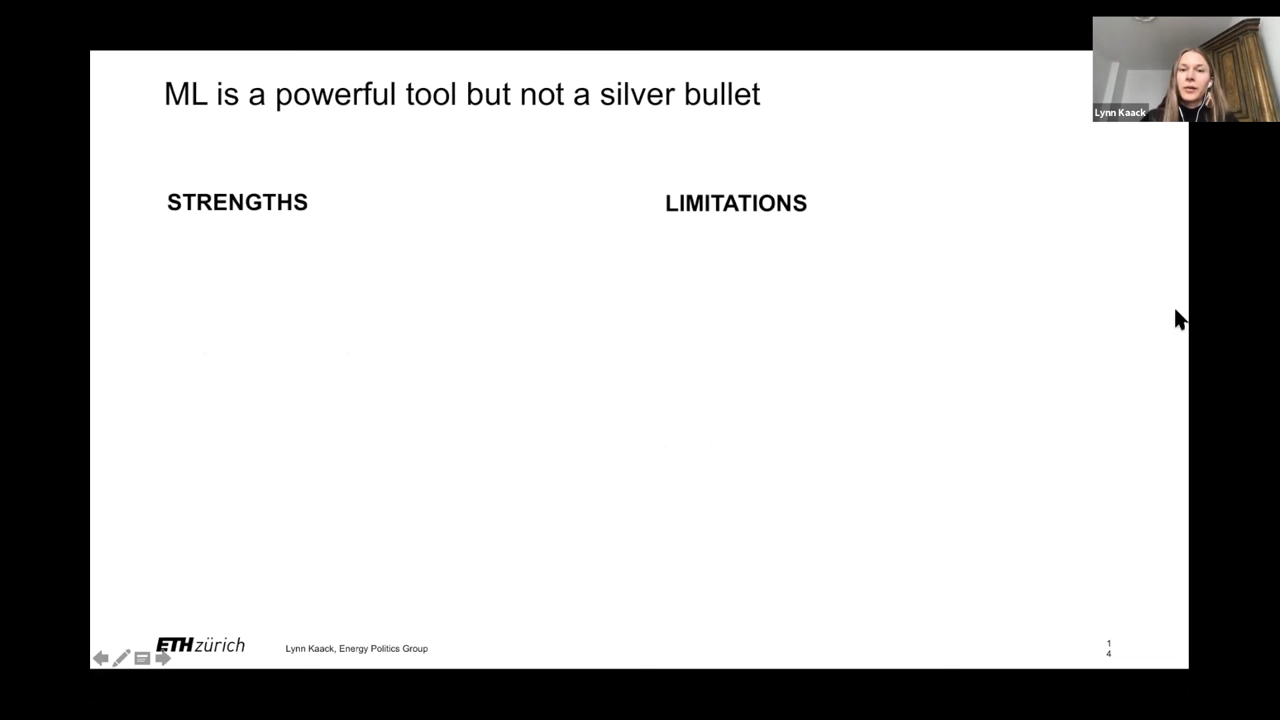 ML is a powerful tool but not a silver bullet
Lynn Kaack
STRENGTHS
LIMITATIONS
ETH zürich
Lynn Kaack, Energy Politics Group
1
4